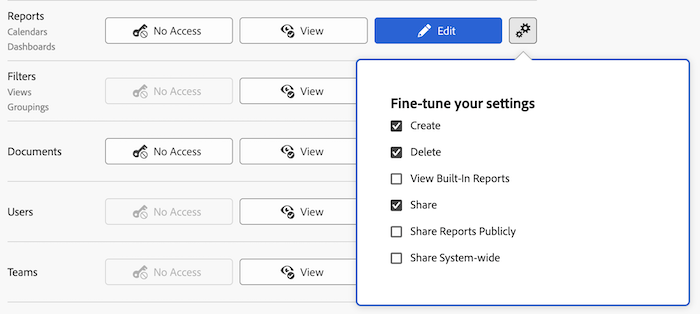 Reports
Calendars
Dashboards
No Access
View
Edit
Filters
Views
Groupings
No Access
View
Documents
No Access
View
Users
No Access
View
Teams
No Access
View
Fine-tune your settings
Create
Delete
View Built-In Reports
Share
Share Reports Publicly
Share System-wide